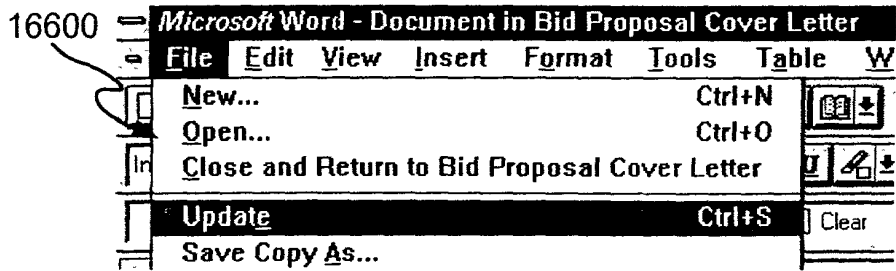 16600
Microsoft Word - Document in Bid Proposal Cover Letter
File Edit View Insert Format Tools Table W
New... Ctrl+N
Open... Ctrl+O
Close and Return to Bid Proposal Cover Letter
In U
Update Ctrl+S
Clear
Save Copy As...